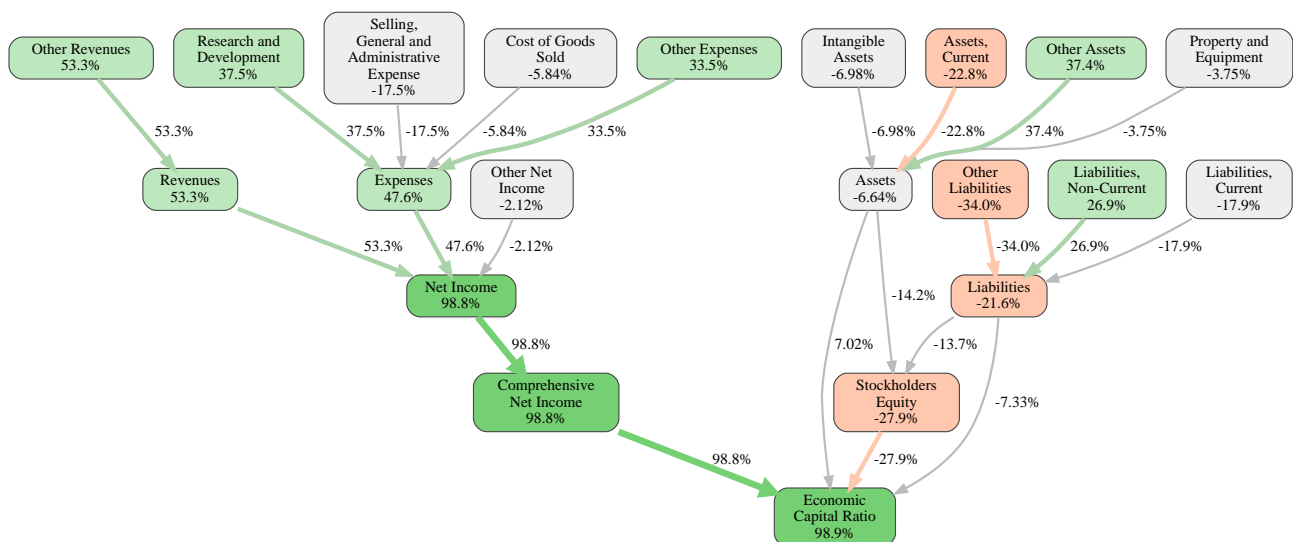 Other Revenues
53.3%
Research and
Development
37.5%
Selling,
General and
Administrative
Expense
-17.5%
Cost of Goods
Sold
-5.84%
Other Expenses
33.5%
Intangible
Assets
-6.98%
Assets,
Current
-22.8%
Other Assets
37.4%
Property and
Equipment
-3.75%
53.3%
37.5%
-17.5%
-5.84%
33.5%
-6.98%
-22.8%
37.4%
-3.75%
Revenues
53.3%
Expenses
47.6%
Other Net
Income
-2.12%
Assets
-6.64%
Other
Liabilities
-34.0%
Liabilities,
Non-Current
26.9%
Liabilities,
Current
-17.9%
53.3%
47.6%
-2.12%
-34.0%
26.9%
-17.9%
Net Income
98.8%
-14.2%
Liabilities
-21.6%
98.8%
7.02%
-13.7%
Comprehensive
Net Income
98.8%
Stockholders
Equity
-27.9%
-7.33%
98.8%
-27.9%
Economic
Capital Ratio
98.9%